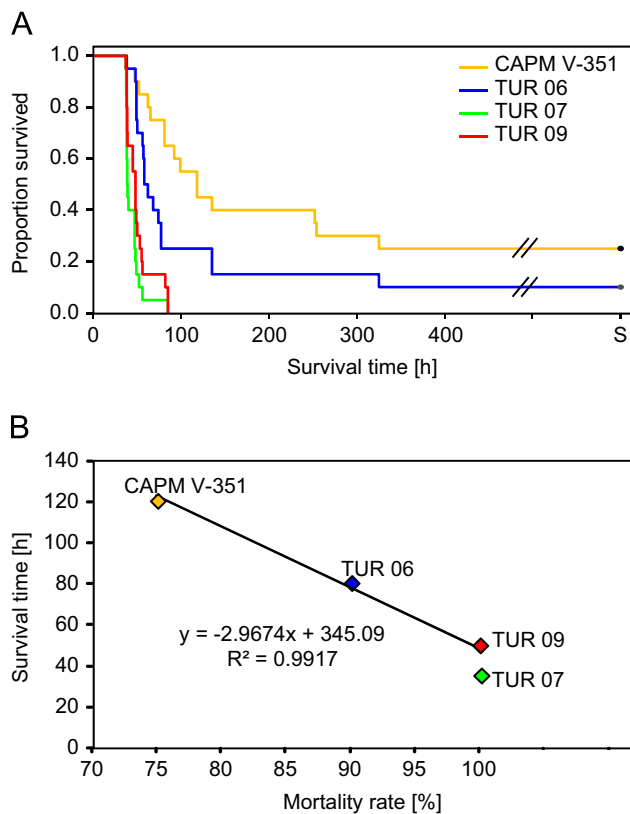 A
Proportion survived
1.0
0.8
0.6
0.4
0.2
0.0
CAPM V-351
TUR 06
TUR 07
TUR 09
0 100 200 300 400 S
Survival time [h]
B
Survival time [h]
140
120
100
80
60
40
20
0
CAPM V-351
TUR 06
y = -2.9674x + 345.09
R² = 0.9917
TUR 09
TUR 07
70 75 80 85 90 95 100
Mortality rate [%]